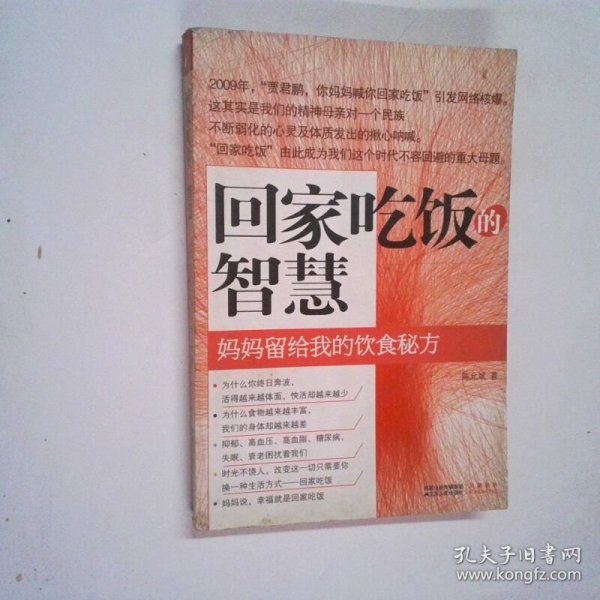 2009年，“贾君鹏，你妈妈喊你回家吃饭”引发网络核爆。
这其实是我们的精神母亲对一个民族
不断弱化的心灵及体质发出的揪心呐喊。
“回家吃饭”由此成为我们这个时代不容回避的重大母题。
回家吃饭的
智慧
妈妈留给我的饮食秘方
陈允斌 著
为什么你终日奔波，
活得越来越体面，快活却越来越少
为什么食物越来越丰富，
我们的身体却越来越差
抑郁、高血压、高血脂、糖尿病、
失眠、衰老困扰着我们
时光不饶人，改变这一切只需要你
换一种生活方式——回家吃饭
妈妈说，幸福就是回家吃饭
孔夫子旧书网
www.kongfz.com